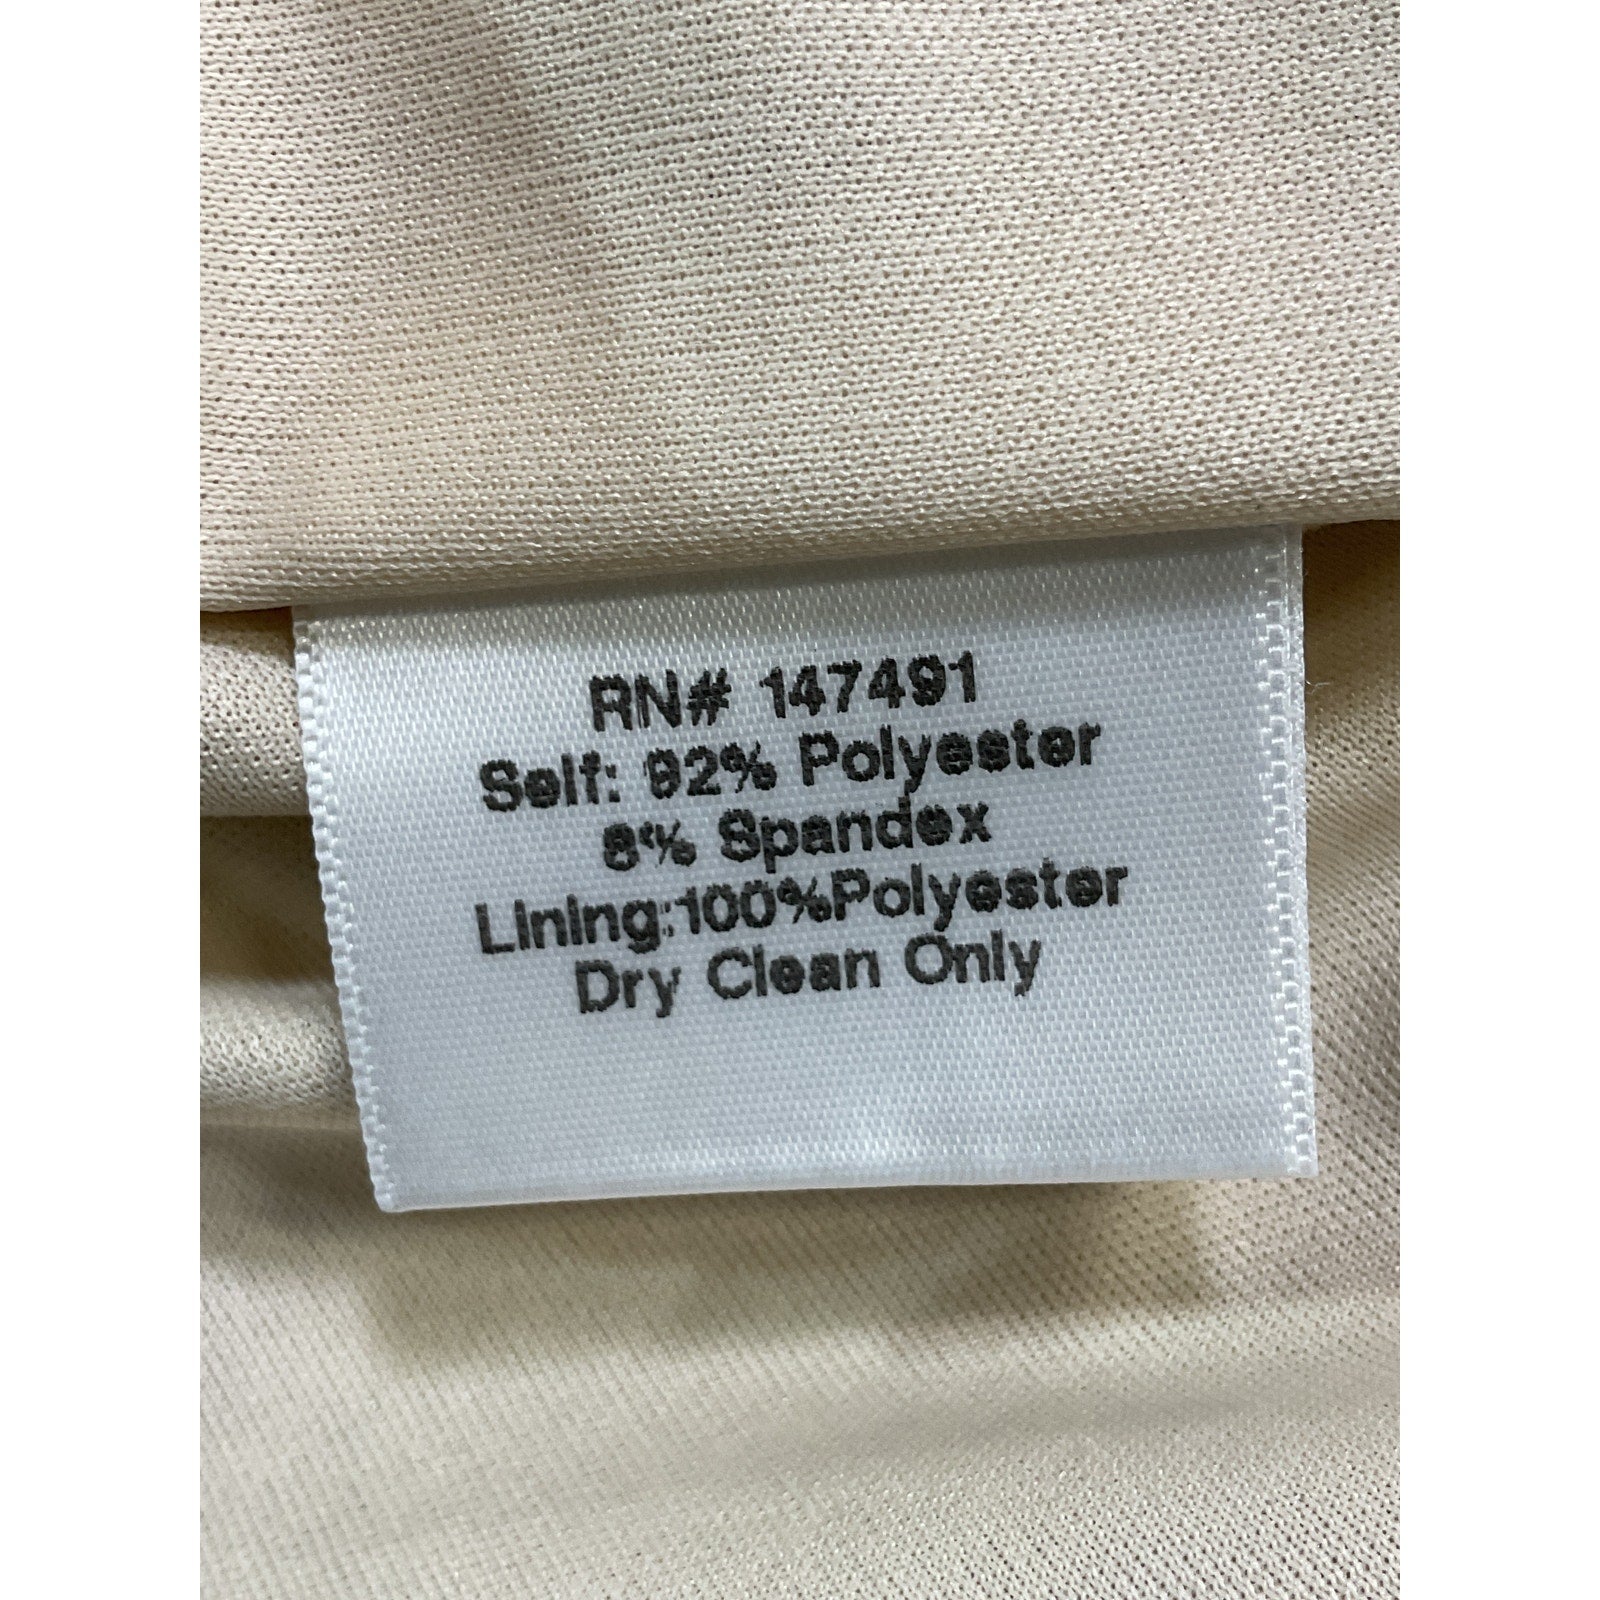 RN# 147491
Self: 92% Polyester
8% Spandex
Lining:100%Polyester
Dry Clean Only